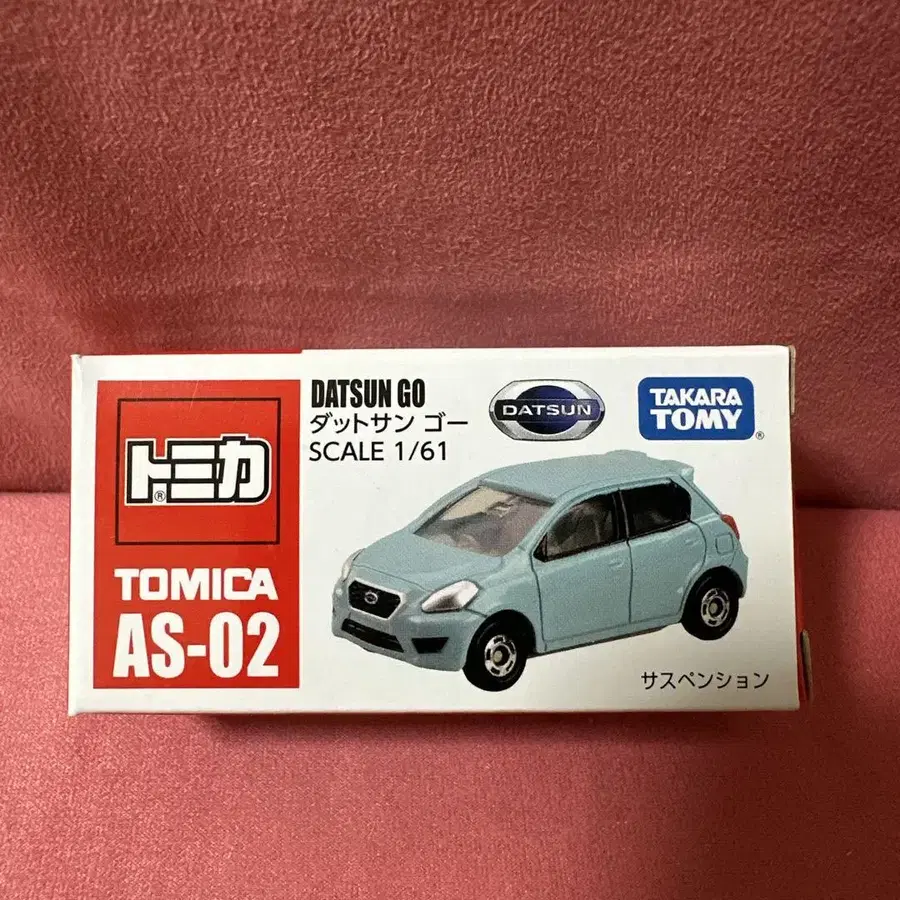 トミカ®
TOMICA
AS-02
DATSUN GO
ダットサン ゴー
SCALE 1/61
DATSUN
TAKARA
TOMY®
サスペンション